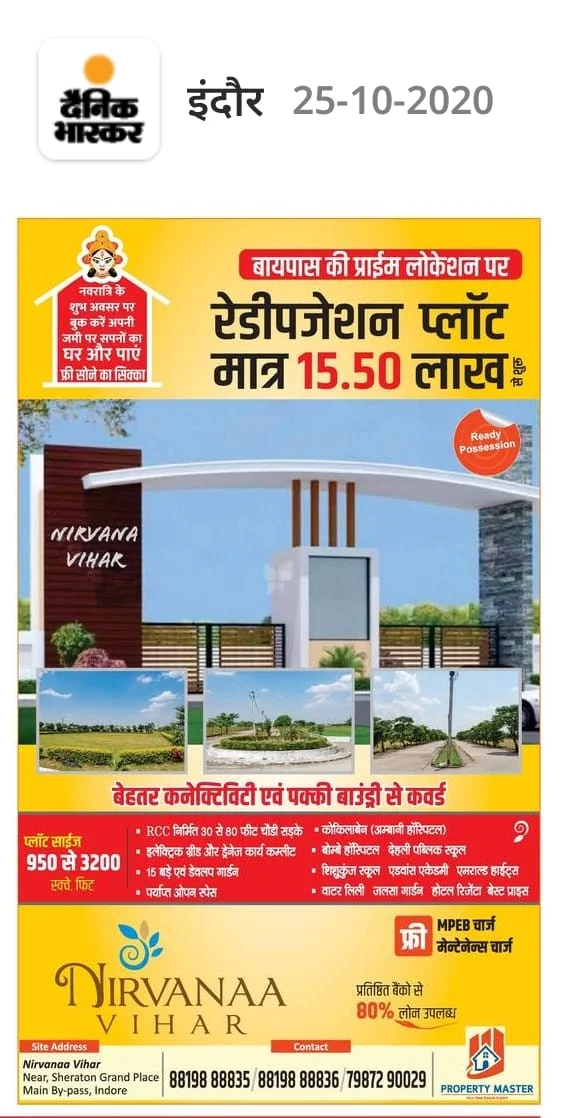 दैनिक
भास्कर
इंदौर 25-10-2020
नवरात्रि के
शुभ अवसर पर
बुक करें अपनी
जमी पर सपनों का
घर और पाएं
फ्री सोने का सिक्का
बायपास की प्राईम लोकेशन पर
रेडीपजेशन प्लॉट
मात्र 15.50 लाख से शुरू
Ready
Possession
NIRVANA
VIHAR
बेहतर कनेक्टिविटी एवं पक्की बाउंड्री से कवर्ड
प्लॉट साईज
950 से 3200
स्क्वे. फिट
• RCC निर्मित 30 से 80 फीट चौडी सड़के
• इलेक्ट्रिक ग्रीड और ड्रेनेज कार्य कम्लीट
• 15 बड़े एवं डेवलप गार्डन
• पर्याप्त ओपन स्पेस
• कोकिलाबेन (अम्बानी हॉस्पिटल)
• बोम्बे हॉस्पिटल देहली पब्लिक स्कूल
• शिशुकुंज स्कूल एडवांस एकेडमी एमराल्ड हाईट्स
• वाटर लिली जलसा गार्डन होटल रिजेंटा बेस्ट प्राइस
फ्री MPEB चार्ज
मेन्टेनेन्स चार्ज
NIRVANAA
VIHAR
प्रतिष्ठित बैंको से
80% लोन उपलब्ध
Site Address
Nirvanaa Vihar
Near, Sheraton Grand Place
Main By-pass, Indore
Contact
88198 88835/88198 88836/79872 90029
PROPERTY MASTER